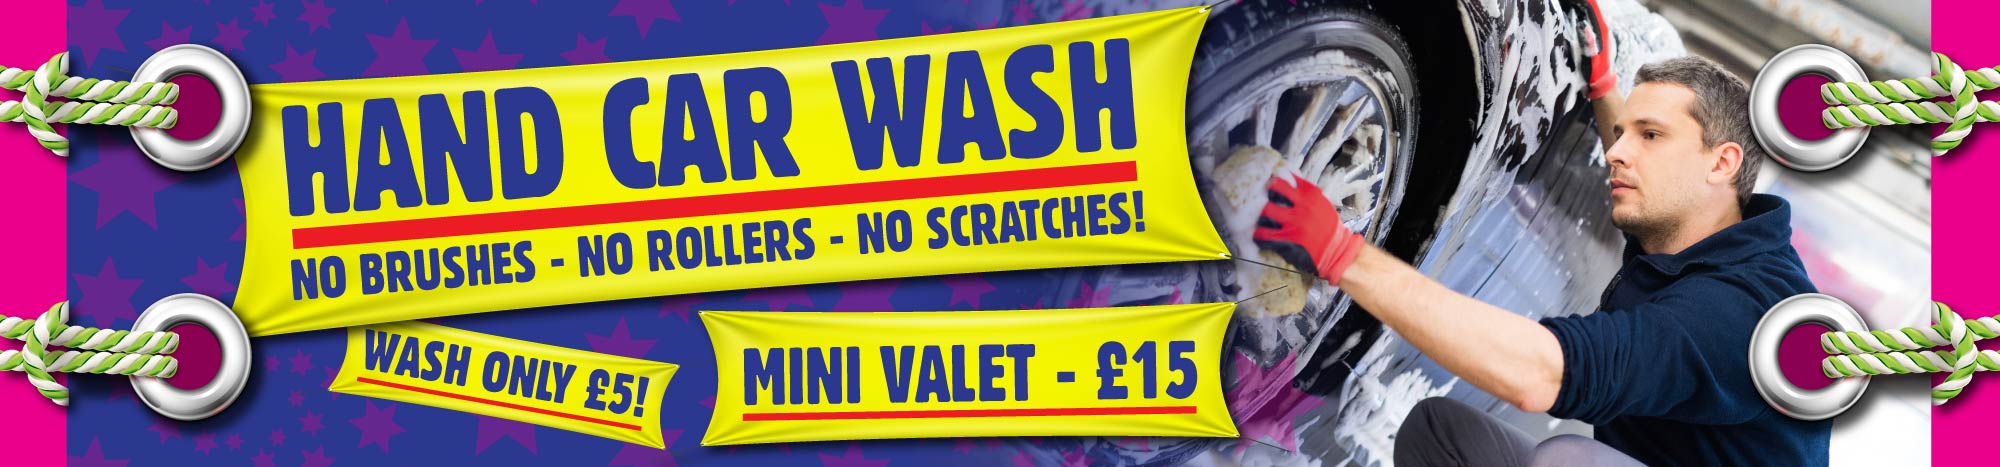 HAND CAR WASH
NO BRUSHES - NO ROLLERS - NO SCRATCHES!
WASH ONLY £5!
MINI VALET - £15